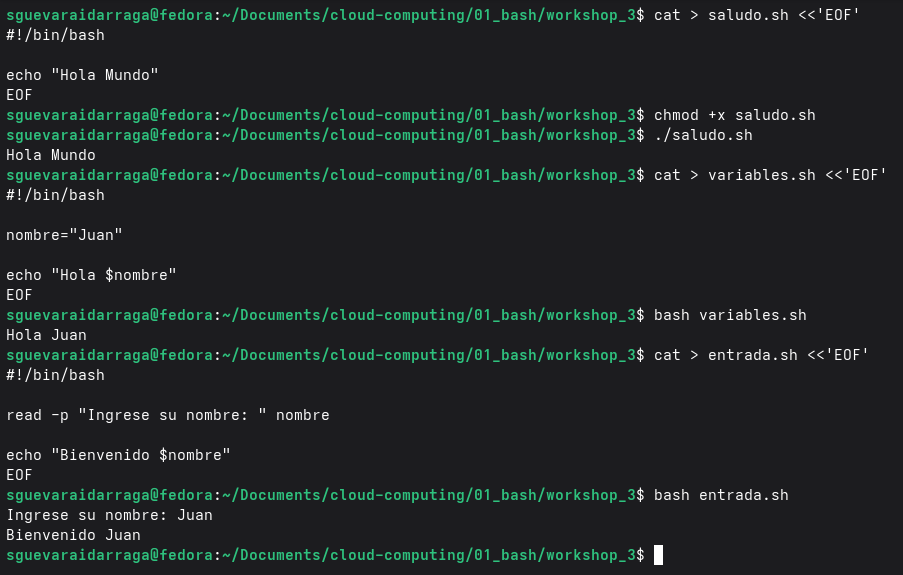 sguevaraidarraga@fedora:~/Documents/cloud-computing/01_bash/workshop_3$ cat > saludo.sh <<'EOF'
#!/bin/bash

echo "Hola Mundo"
EOF
sguevaraidarraga@fedora:~/Documents/cloud-computing/01_bash/workshop_3$ chmod +x saludo.sh
sguevaraidarraga@fedora:~/Documents/cloud-computing/01_bash/workshop_3$ ./saludo.sh
Hola Mundo
sguevaraidarraga@fedora:~/Documents/cloud-computing/01_bash/workshop_3$ cat > variables.sh <<'EOF'
#!/bin/bash

nombre="Juan"

echo "Hola $nombre"
EOF
sguevaraidarraga@fedora:~/Documents/cloud-computing/01_bash/workshop_3$ bash variables.sh
Hola Juan
sguevaraidarraga@fedora:~/Documents/cloud-computing/01_bash/workshop_3$ cat > entrada.sh <<'EOF'
#!/bin/bash

read -p "Ingrese su nombre: " nombre

echo "Bienvenido $nombre"
EOF
sguevaraidarraga@fedora:~/Documents/cloud-computing/01_bash/workshop_3$ bash entrada.sh
Ingrese su nombre: Juan
Bienvenido Juan
sguevaraidarraga@fedora:~/Documents/cloud-computing/01_bash/workshop_3$